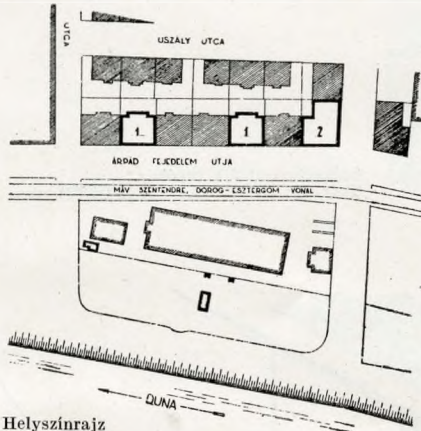 UTCA
USZÁLY UTCA
1
1
2
ÁRPÁD FEJEDELEM ÚTJA
MÁV SZENTENDRE, DOROG-ESZTERGOM VONAL
DUNA
Helyszínrajz